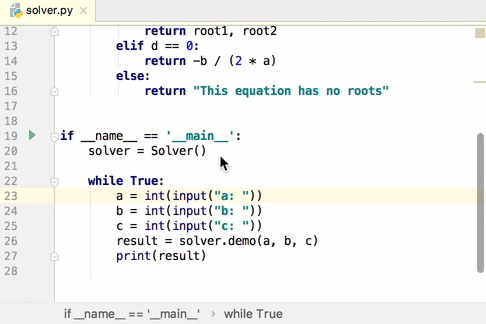 solver.py
12 return root1, root2
13 elif d == 0:
14 return -b / (2 * a)
15 else:
16 return "This equation has no roots"
17
18
19 if __name__ == '__main__':
20 solver = Solver()
21
22 while True:
23 a = int(input("a: "))
24 b = int(input("b: "))
25 c = int(input("c: "))
26 result = solver.demo(a, b, c)
27 print(result)
28
if __name__ == '__main__' › while True